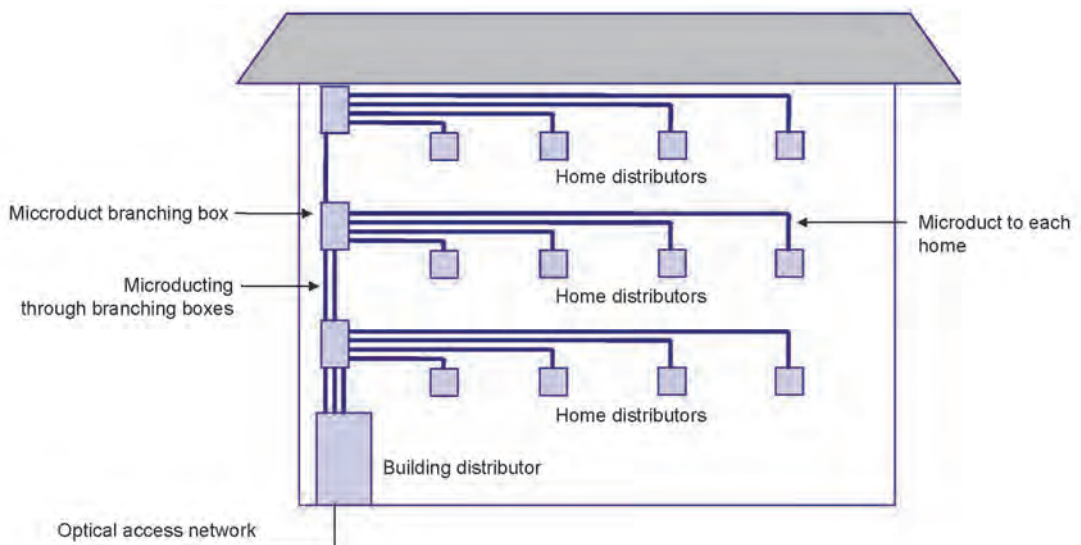 Home distributors
Miccroduct branching box
Microduct to each
home
Microducting
through branching boxes
Home distributors
Home distributors
Building distributor
Optical access network